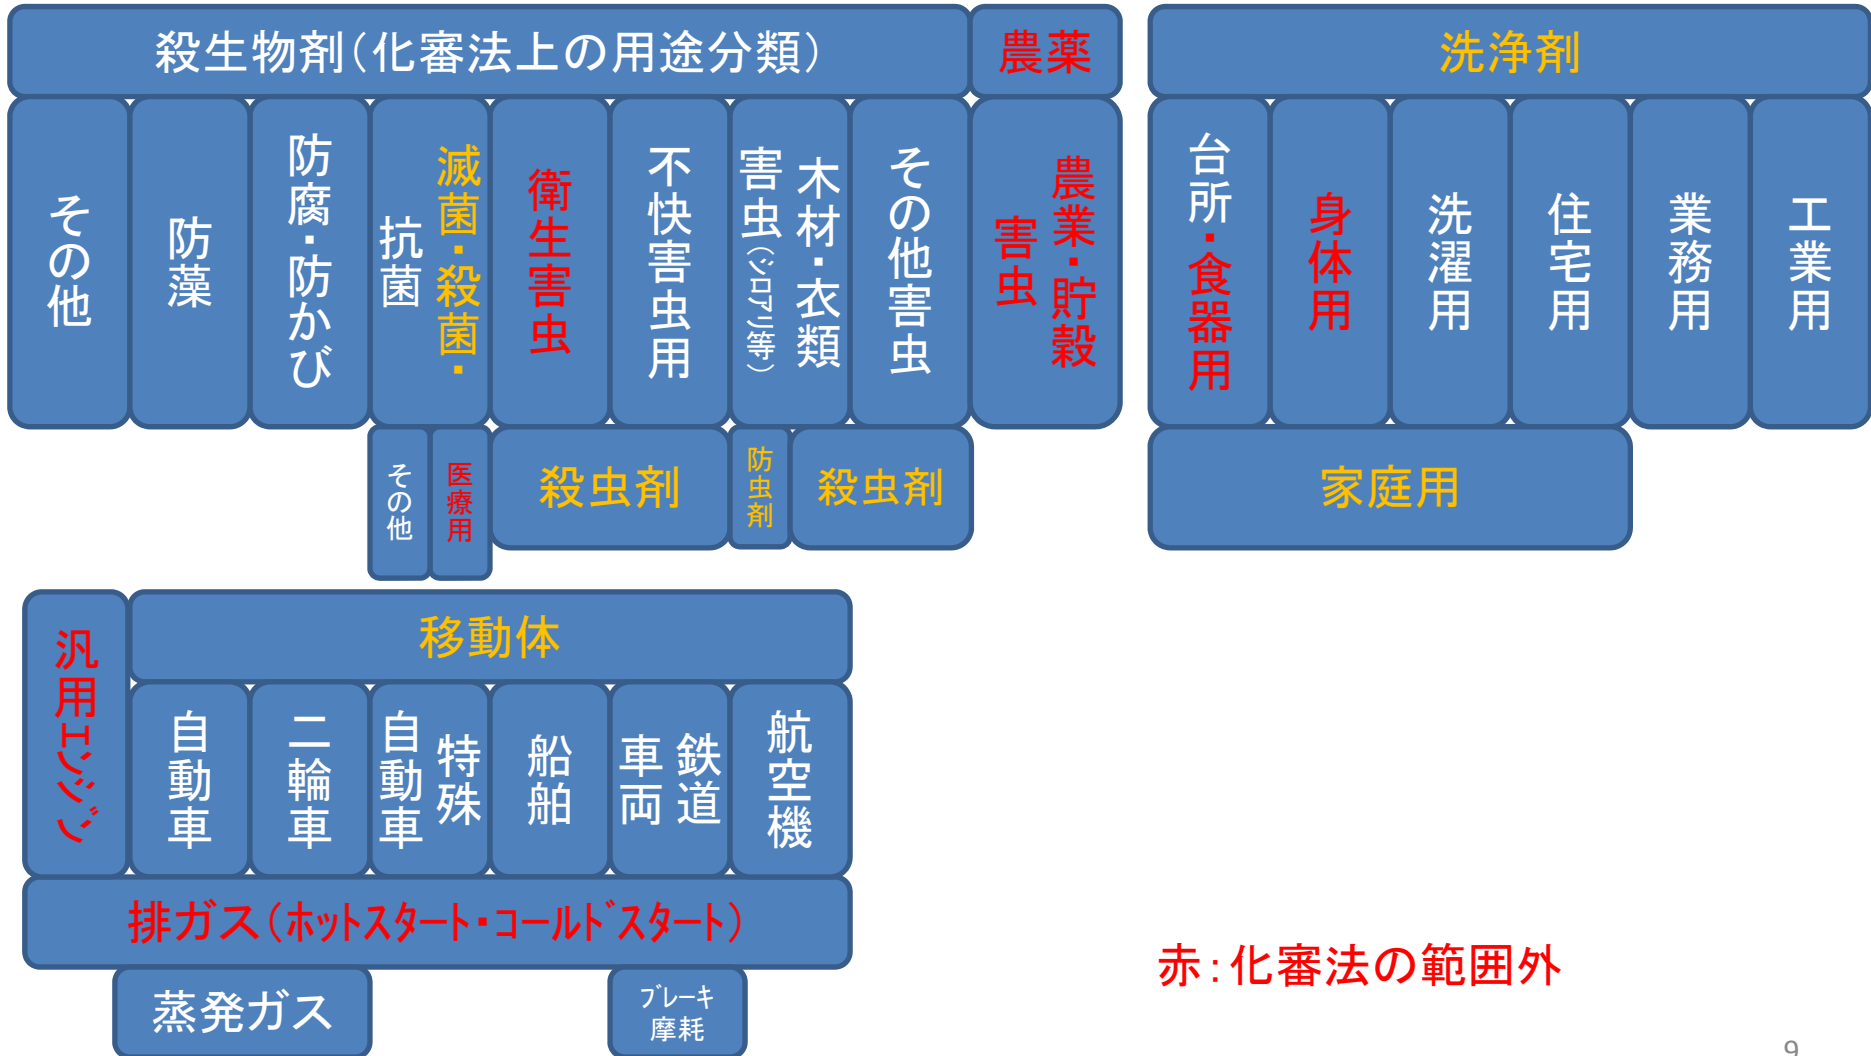 殺生物剤（化審法上の用途分類）
農薬
洗浄剤
その他
防藻
防腐・防かび
滅菌・殺菌・
抗菌
衛生害虫
不快害虫用
木材・衣類
害虫（シロアリ等）
その他害虫
農業・貯穀
害虫
台所・食器用
身体用
洗濯用
住宅用
業務用
工業用
その他
医療用
殺虫剤
防虫剤
殺虫剤
家庭用
汎用エンジン
移動体
自動車
二輪車
特殊
自動車
船舶
鉄道
車両
航空機
排ガス（ホットスタート・コールドスタート）
蒸発ガス
ブレーキ
摩耗
赤：化審法の範囲外
9